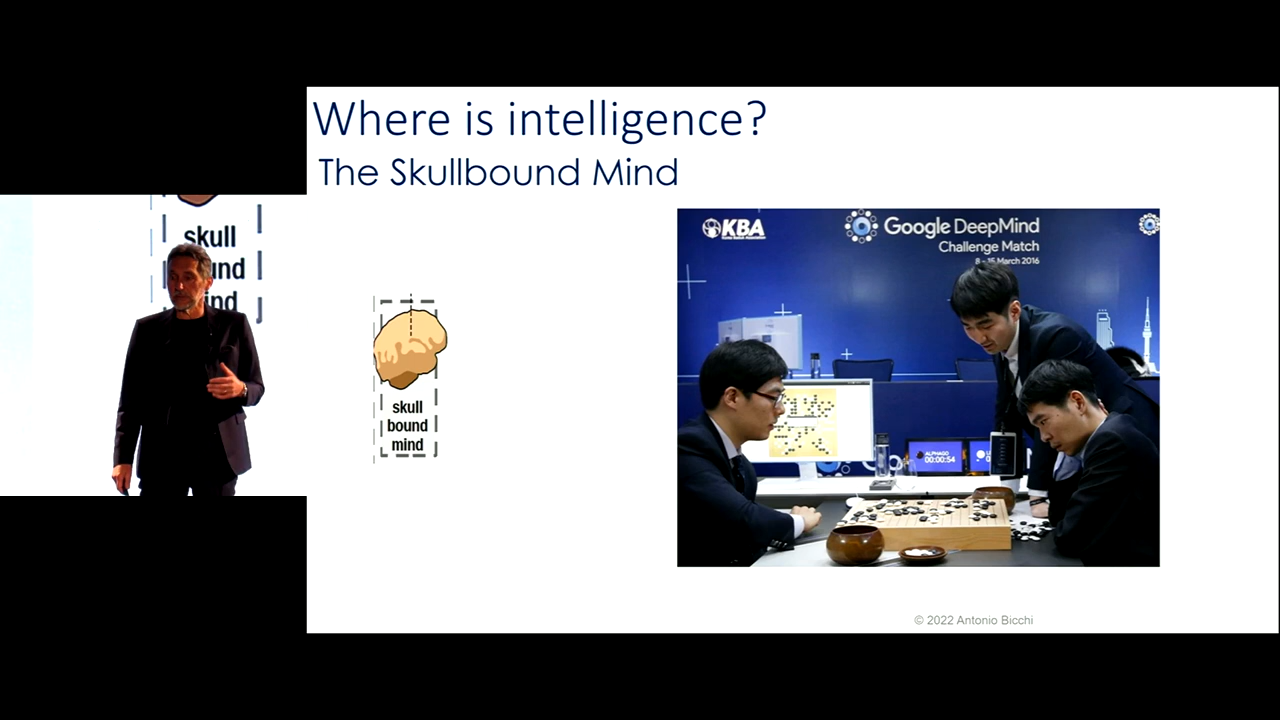 Where is intelligence?
The Skullbound Mind
skull
ind
skull
bound
mind
KBA
Google DeepMind
Challenge Match
8 - 15 March 2016
ALPHAGO
00:00:54
© 2022 Antonio Bicchi